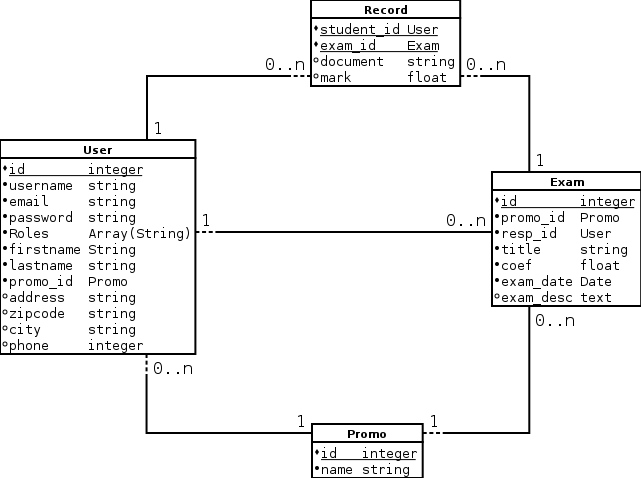 Record
student_id User
exam_id Exam
document string
mark float
0..n
0..n
1
1
User
id integer
username string
email string
password string
Roles Array(String)
firstname String
lastname string
promo_id Promo
address string
zipcode string
city string
phone integer
1
0..n
Exam
id integer
promo_id Promo
resp_id User
title string
coef float
exam_date Date
exam_desc text
0..n
0..n
1
1
Promo
id integer
name string